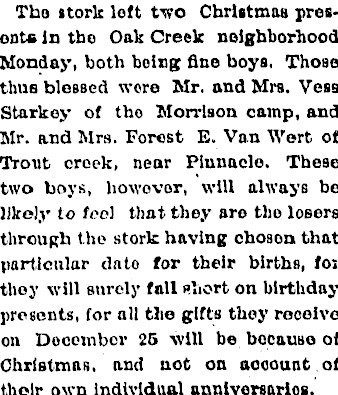 The stork left two Christmas pres-
ents in the Oak Creek neighborhood
Monday, both being fine boys. Those
thus blessed were Mr. and Mrs. Vess
Starkey of the Morrison camp, and
Mr. and Mrs. Forest E. Van Wert of
Trout creek, near Pinnacle. These
two boys, however, will always be
likely to feel that they are the losers
through the stork having chosen that
particular date for their births, for
they will surely fall short on birthday
presents, for all the gifts they receive
on December 25 will be because of
Christmas, and not on account of
their own individual anniversaries.